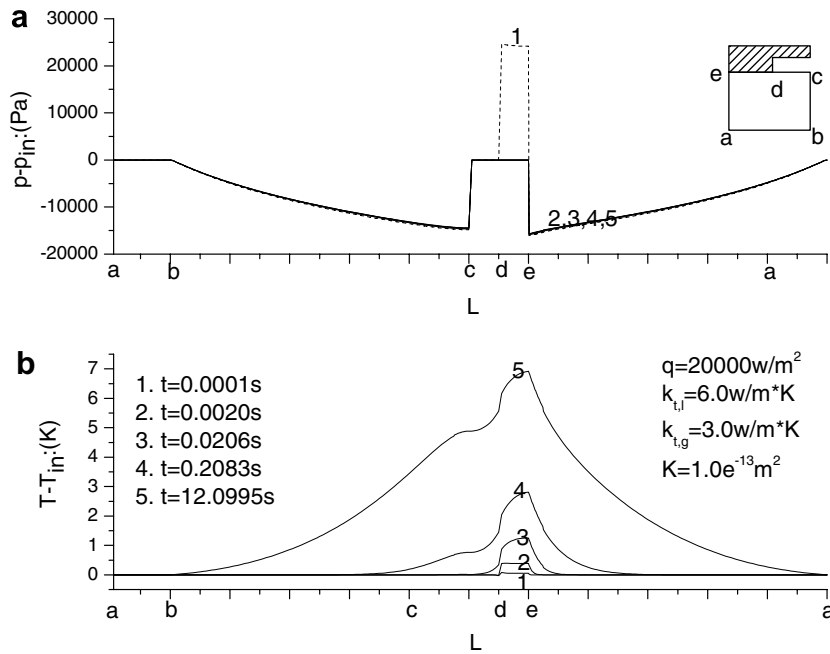 a
30000
20000
10000
0
-10000
-20000
p-p_in:(Pa)
1
2,3,4,5
e
d
c
a
b
a
b
c
d
e
a
L
b
7
6
5
4
3
2
1
0
T-T_in:(K)
1. t=0.0001s
2. t=0.0020s
3. t=0.0206s
4. t=0.2083s
5. t=12.0995s
q=20000w/m²
k_t,l=6.0w/m*K
k_t,g=3.0w/m*K
K=1.0e⁻¹³m²
5
4
3
2
1
a
b
c
d
e
a
L